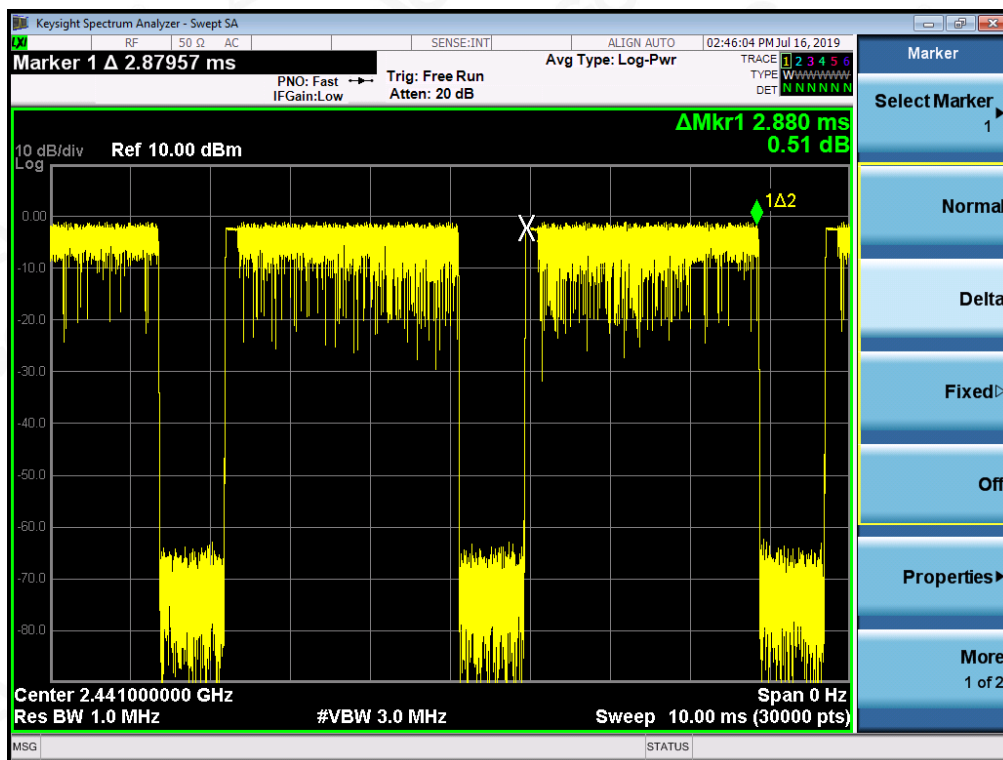 Keysight Spectrum Analyzer - Swept SA
LXI RF 50 Ω AC SENSE:INT ALIGN AUTO 02:46:04 PM Jul 16, 2019
Marker 1 Δ 2.87957 ms
PNO: Fast
IFGain:Low
Trig: Free Run
Atten: 20 dB
Avg Type: Log-Pwr
TRACE 1 2 3 4 5 6
TYPE WWWWWW
DET N N N N N N
ΔMkr1 2.880 ms
0.51 dB
10 dB/div Ref 10.00 dBm
Log
0.00
-10.0
-20.0
-30.0
-40.0
-50.0
-60.0
-70.0
-80.0
X
1Δ2
Center 2.441000000 GHz Span 0 Hz
Res BW 1.0 MHz #VBW 3.0 MHz Sweep 10.00 ms (30000 pts)
MSG STATUS
Marker
Select Marker
1
Normal
Delta
Fixed
Off
Properties
More
1 of 2